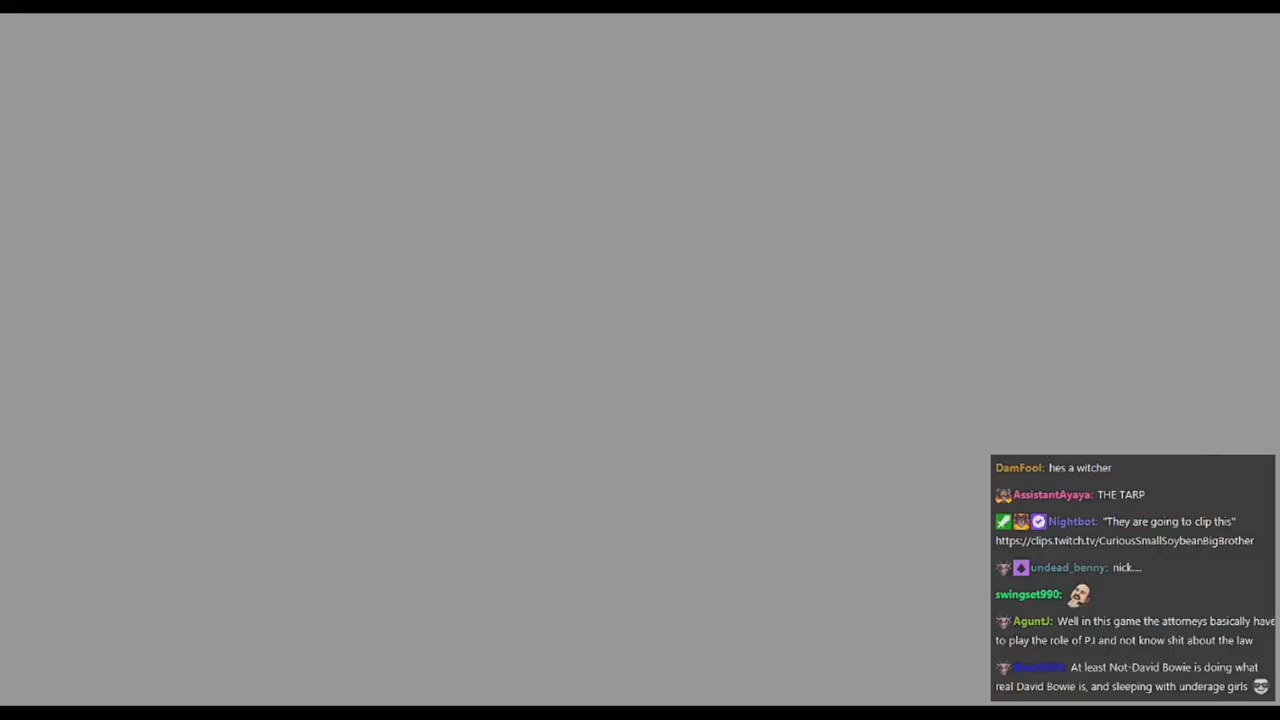 DamFool: hes a witcher
AssistantAyaya: THE TARP
Nightbot: "They are going to clip this"
https://clips.twitch.tv/CuriousSmallSoybeanBigBrother
undead_benny: nick....
swingset990:
AguntJ: Well in this game the attorneys basically have
to play the role of P.I and not know shit about the law
At least Not-David Bowie is doing what
real David Bowie is, and sleeping with underage girls